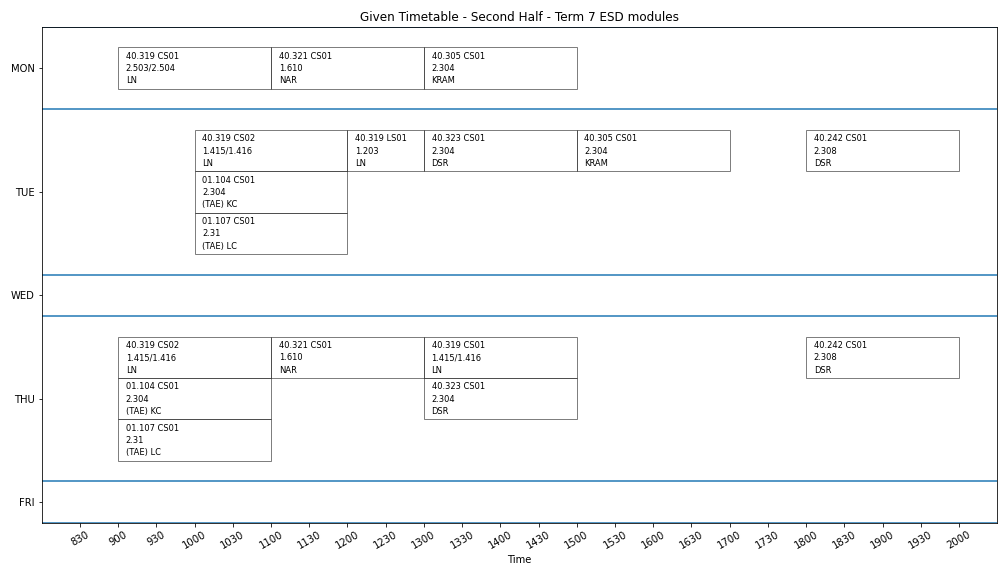 Given Timetable - Second Half - Term 7 ESD modules
MON
40.319 CS01
2.503/2.504
LN
40.321 CS01
1.610
NAR
40.305 CS01
2.304
KRAM
TUE
40.319 CS02
1.415/1.416
LN
40.319 LS01
1.203
LN
40.323 CS01
2.304
DSR
40.305 CS01
2.304
KRAM
40.242 CS01
2.308
DSR
01.104 CS01
2.304
(TAE) KC
01.107 CS01
2.31
(TAE) LC
WED
THU
40.319 CS02
1.415/1.416
LN
40.321 CS01
1.610
NAR
40.319 CS01
1.415/1.416
LN
40.242 CS01
2.308
DSR
01.104 CS01
2.304
(TAE) KC
40.323 CS01
2.304
DSR
01.107 CS01
2.31
(TAE) LC
FRI
830 900 930 1000 1030 1100 1130 1200 1230 1300 1330 1400 1430 1500 1530 1600 1630 1700 1730 1800 1830 1900 1930 2000
Time